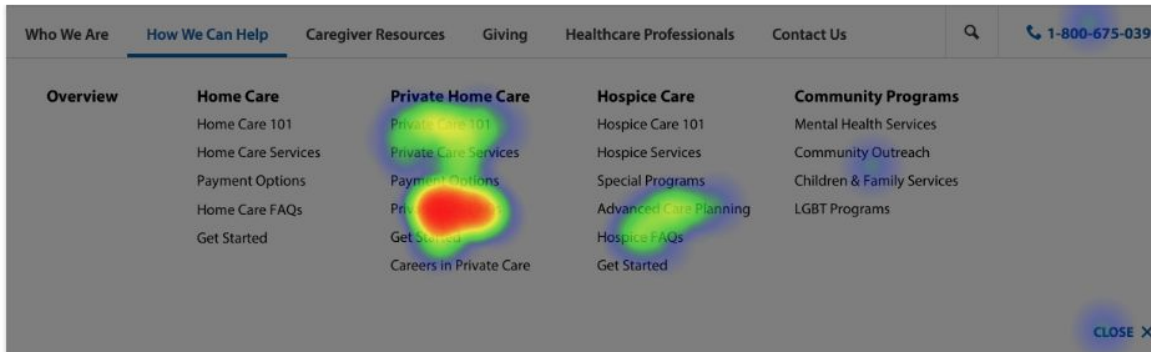 Who We Are How We Can Help Caregiver Resources Giving Healthcare Professionals Contact Us 1-800-675-039
Overview
Home Care
Home Care 101
Home Care Services
Payment Options
Home Care FAQs
Get Started
Private Home Care
Private Care 101
Private Care Services
Payment Options
Get Started
Careers in Private Care
Hospice Care
Hospice Care 101
Hospice Services
Special Programs
Advanced Care Planning
Hospice FAQs
Get Started
Community Programs
Mental Health Services
Community Outreach
Children & Family Services
LGBT Programs
CLOSE X